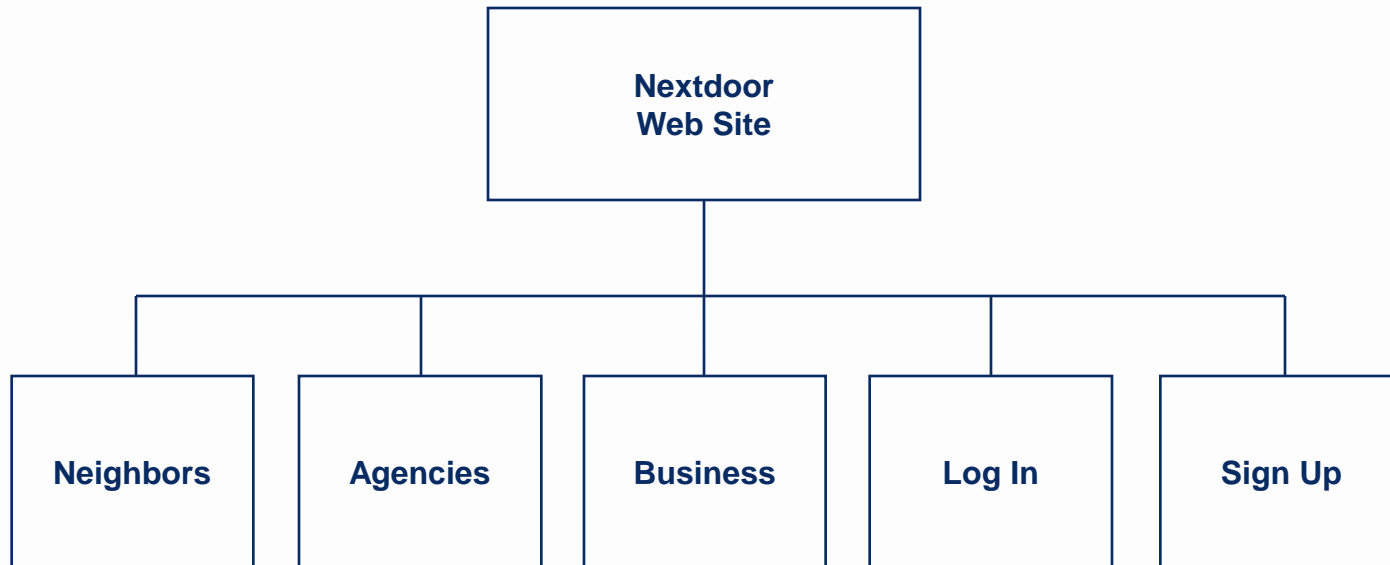 Nextdoor
Web Site
Neighbors
Agencies
Business
Log In
Sign Up